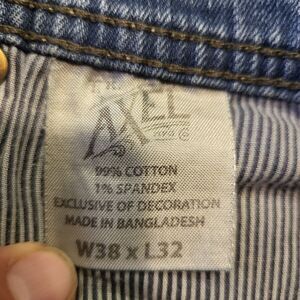 AXEL
99% COTTON
1% SPANDEX
EXCLUSIVE OF DECORATION
MADE IN BANGLADESH
W38 x L32